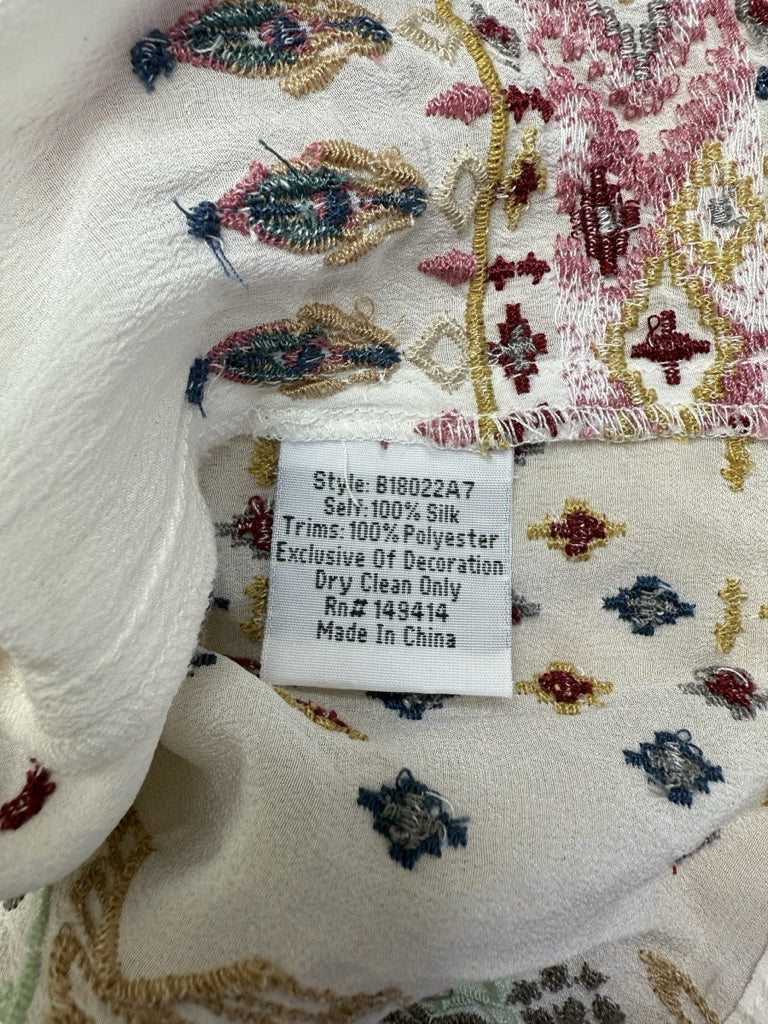 Style: B18022A7
Self: 100% Silk
Trims: 100% Polyester
Exclusive Of Decoration
Dry Clean Only
Rn# 149414
Made In China